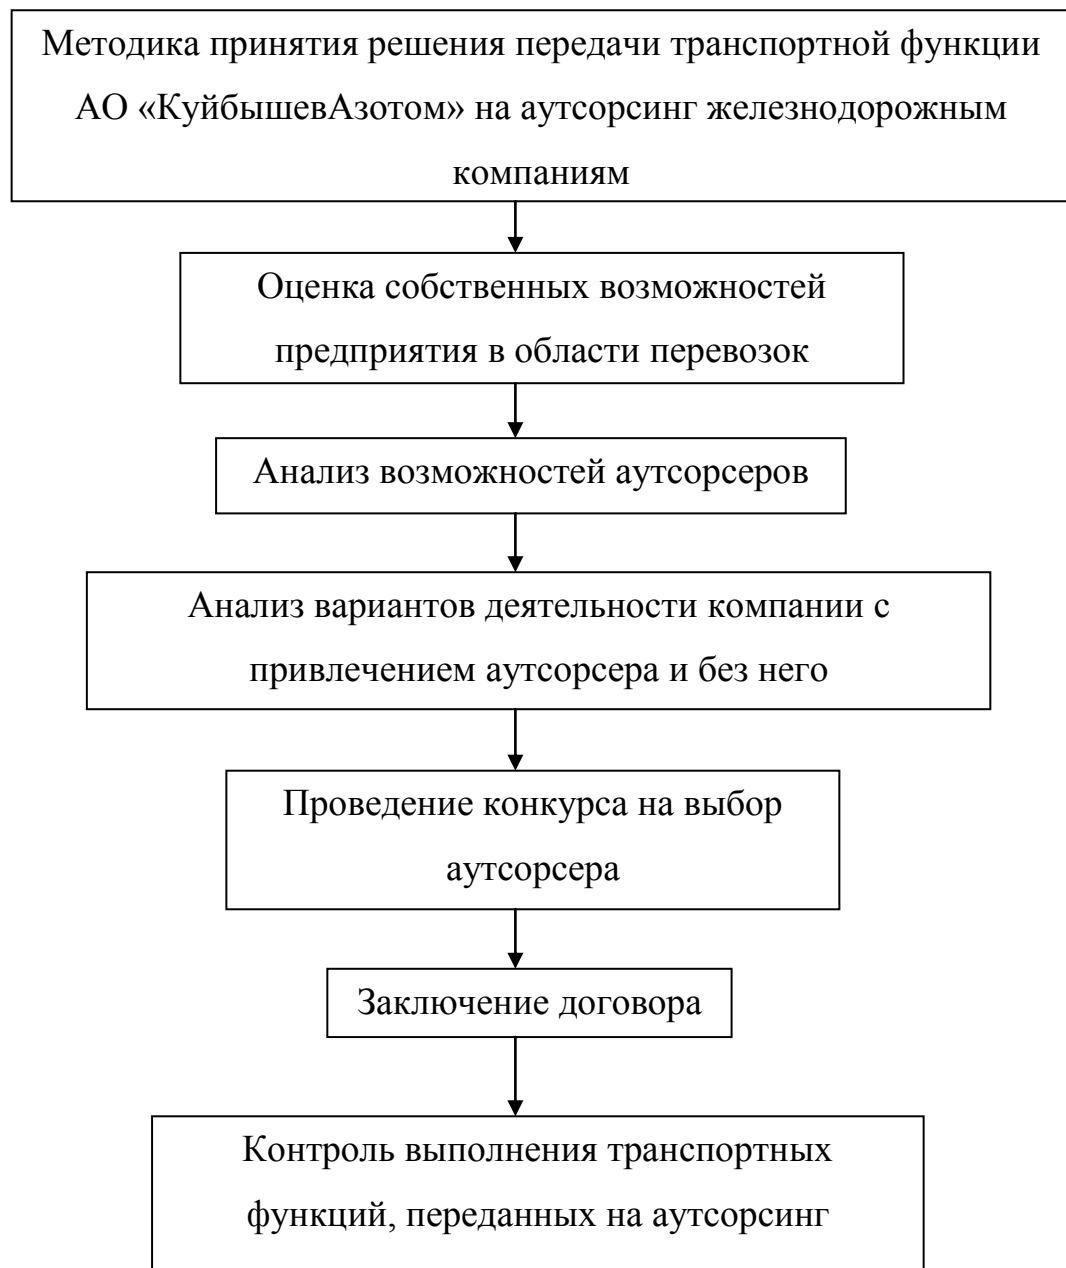 Методика принятия решения передачи транспортной функции
АО «КуйбышевАзотом» на аутсорсинг железнодорожным
компаниям
Оценка собственных возможностей
предприятия в области перевозок
Анализ возможностей аутсорсеров
Анализ вариантов деятельности компании с
привлечением аутсорсера и без него
Проведение конкурса на выбор
аутсорсера
Заключение договора
Контроль выполнения транспортных
функций, переданных на аутсорсинг